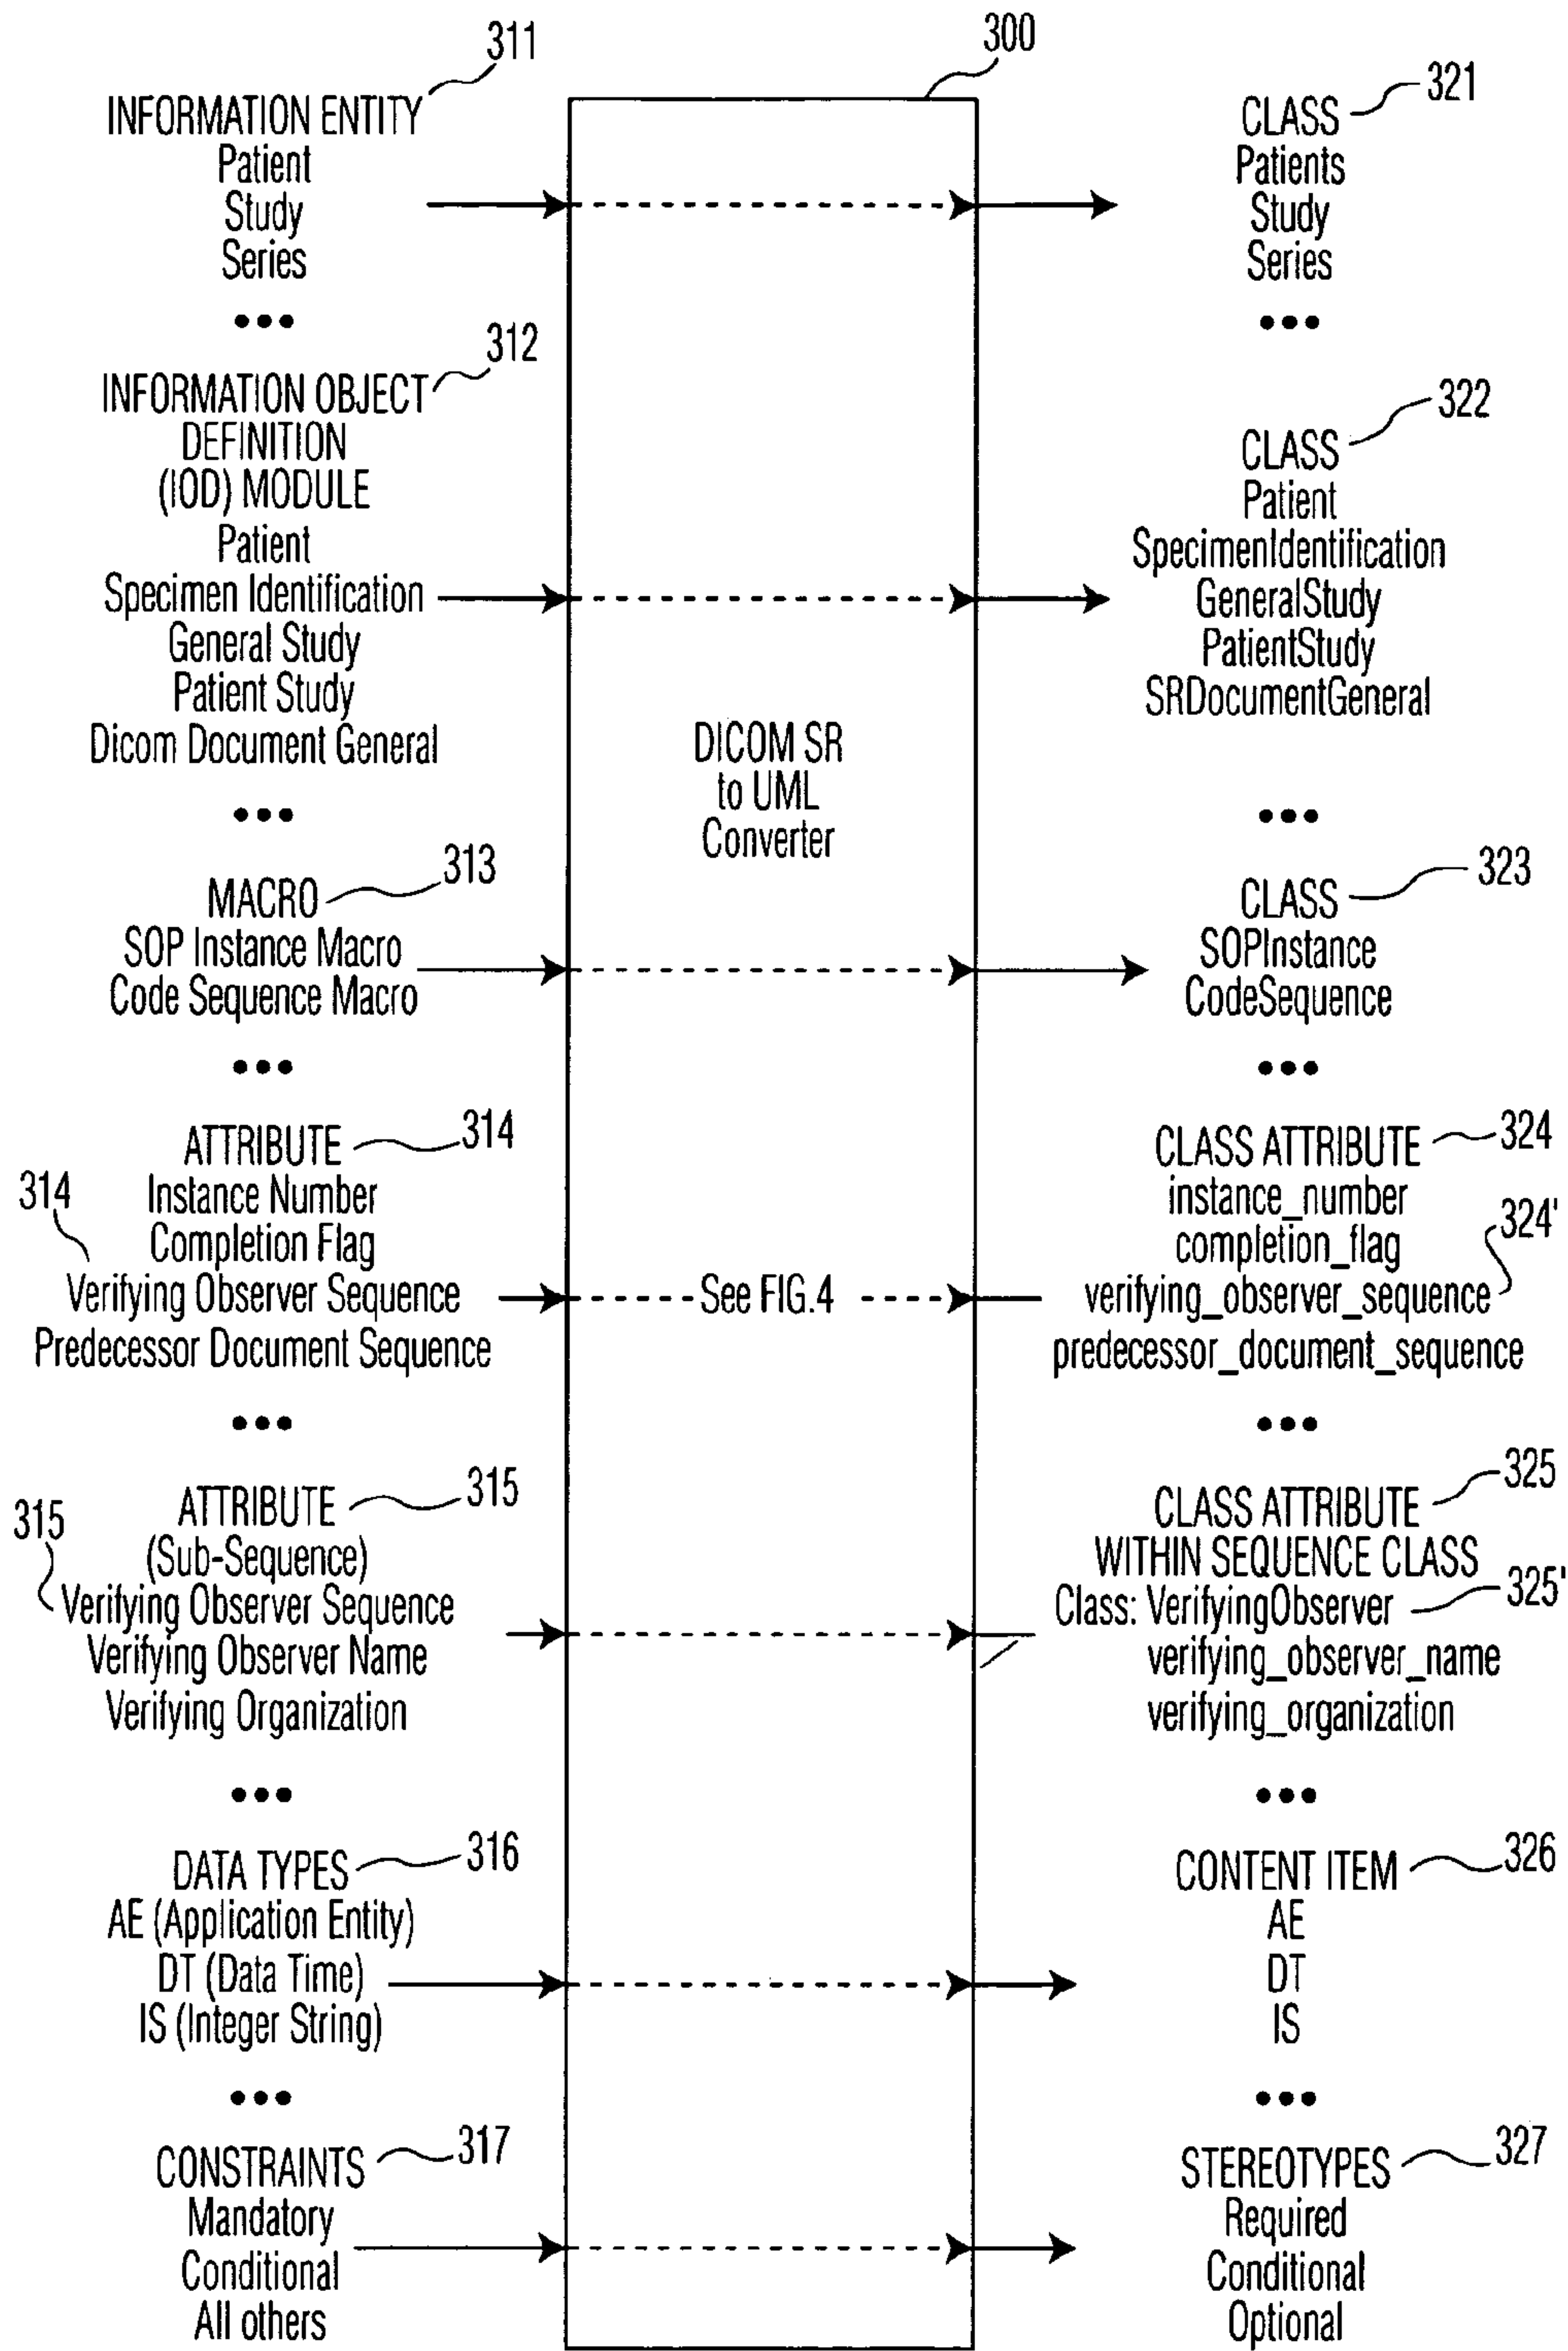 311
INFORMATION ENTITY
Patient
Study
Series
•••
312
INFORMATION OBJECT
DEFINITION
(IOD) MODULE
Patient
Specimen Identification
General Study
Patient Study
Dicom Document General
•••
313
MACRO
SOP Instance Macro
Code Sequence Macro
•••
ATTRIBUTE 314
314
Instance Number
Completion Flag
Verifying Observer Sequence
Predecessor Document Sequence
•••
ATTRIBUTE 315
315
(Sub-Sequence)
Verifying Observer Sequence
Verifying Observer Name
Verifying Organization
•••
DATA TYPES 316
AE (Application Entity)
DT (Data Time)
IS (Integer String)
•••
CONSTRAINTS 317
Mandatory
Conditional
All others
300
DICOM SR
to UML
Converter
See FIG.4
321
CLASS
Patients
Study
Series
•••
322
CLASS
Patient
SpecimenIdentification
GeneralStudy
PatientStudy
SRDocumentGeneral
•••
323
CLASS
SOPInstance
CodeSequence
•••
CLASS ATTRIBUTE 324
instance_number
completion_flag 324'
verifying_observer_sequence
predecessor_document_sequence
•••
325
CLASS ATTRIBUTE
WITHIN SEQUENCE CLASS
Class: VerifyingObserver 325'
verifying_observer_name
verifying_organization
•••
CONTENT ITEM 326
AE
DT
IS
•••
STEREOTYPES 327
Required
Conditional
Optional